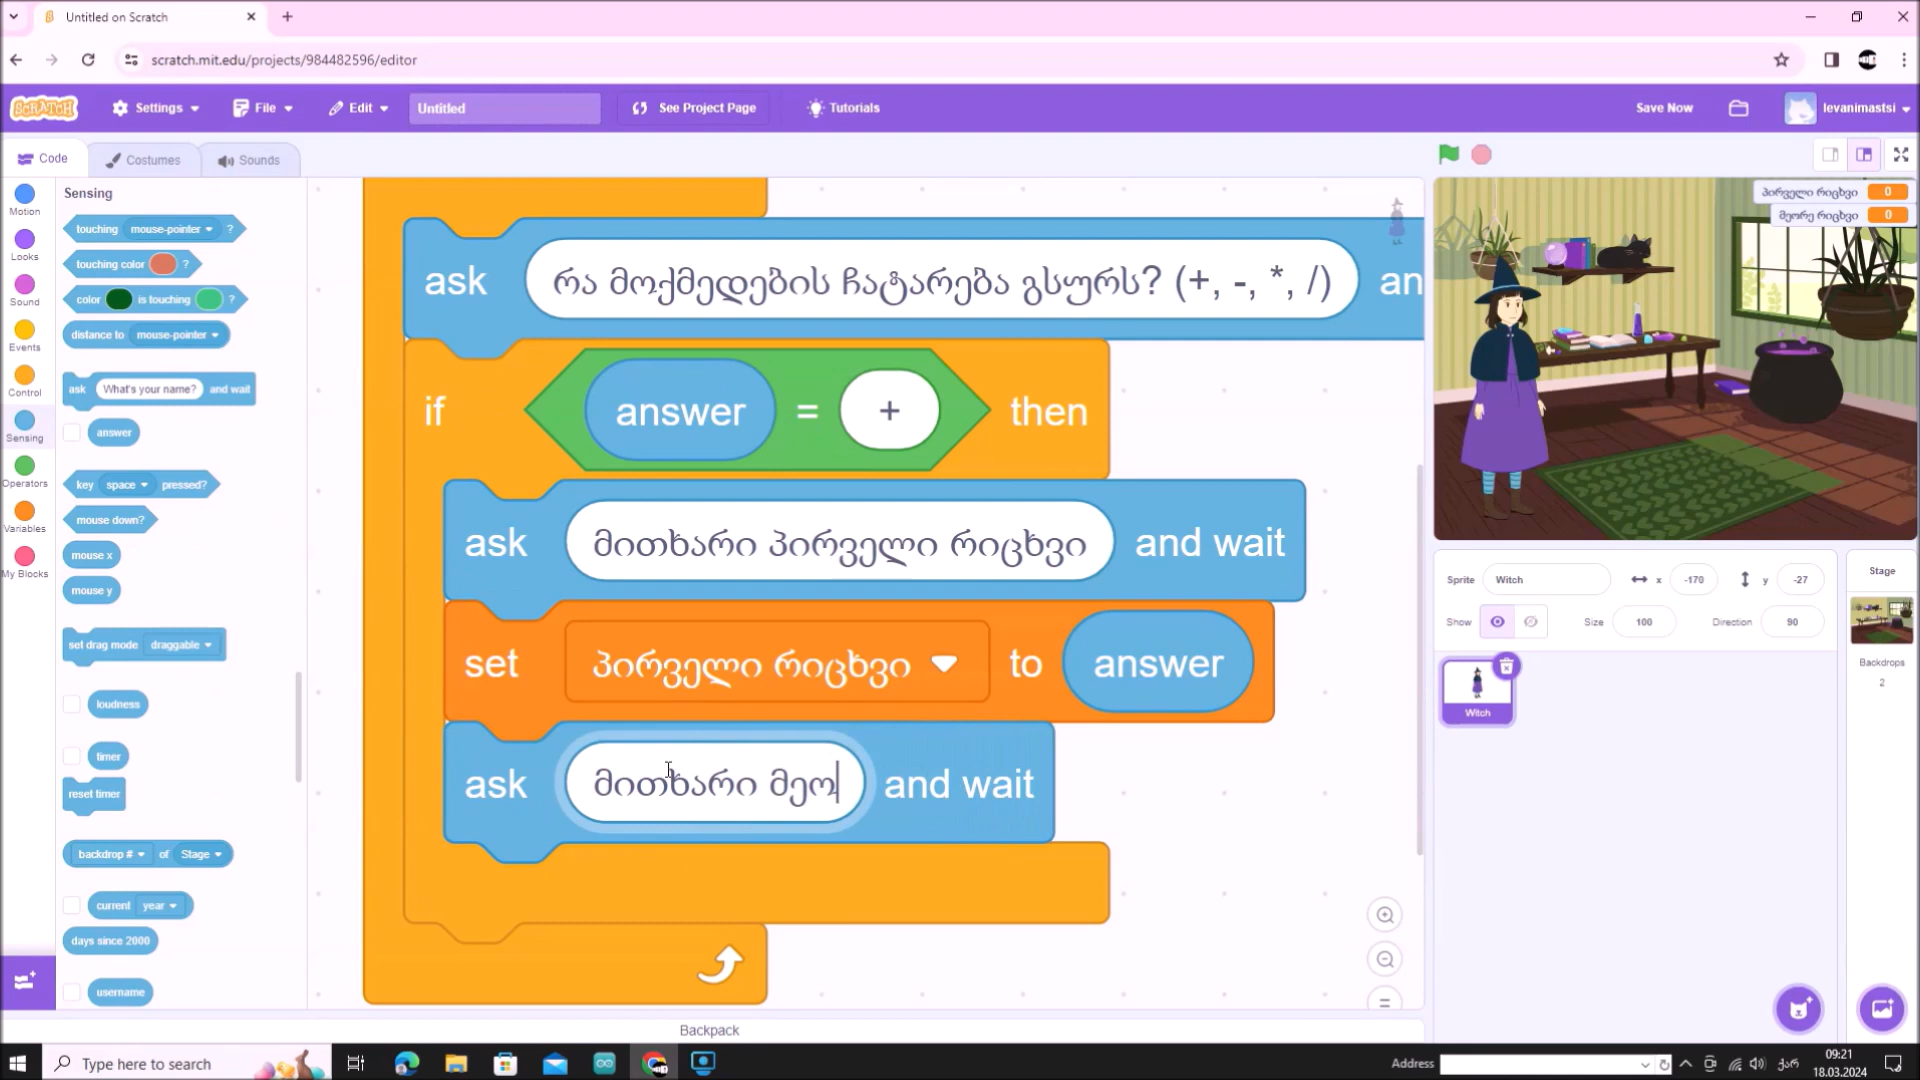 Untitled on Scratch
scratch.mit.edu/projects/984482596/editor
SCRATCH
Settings
File
Edit
Untitled
See Project Page
Tutorials
Save Now
levanimastsi
Code
Costumes
Sounds
Motion
Looks
Sound
Events
Control
Sensing
Operators
Variables
My Blocks
Sensing
touching mouse-pointer ?
touching color ?
color is touching ?
distance to mouse-pointer
ask What's your name? and wait
answer
key space pressed?
mouse down?
mouse x
mouse y
set drag mode draggable
loudness
timer
reset timer
backdrop # of Stage
current year
days since 2000
username
ask რა მოქმედების ჩატარება გსურს? (+, -, *, /) an
if answer = + then
ask მითხარი პირველი რიცხვი and wait
set პირველი რიცხვი to answer
ask მითხარი მეო and wait
Backpack
პირველი რიცხვი 0
მეორე რიცხვი 0
Sprite Witch x -170 y -27
Show Size 100 Direction 90
Witch
Stage
Backdrops
2
Type here to search
Address
ქარ
09:21
18.03.2024